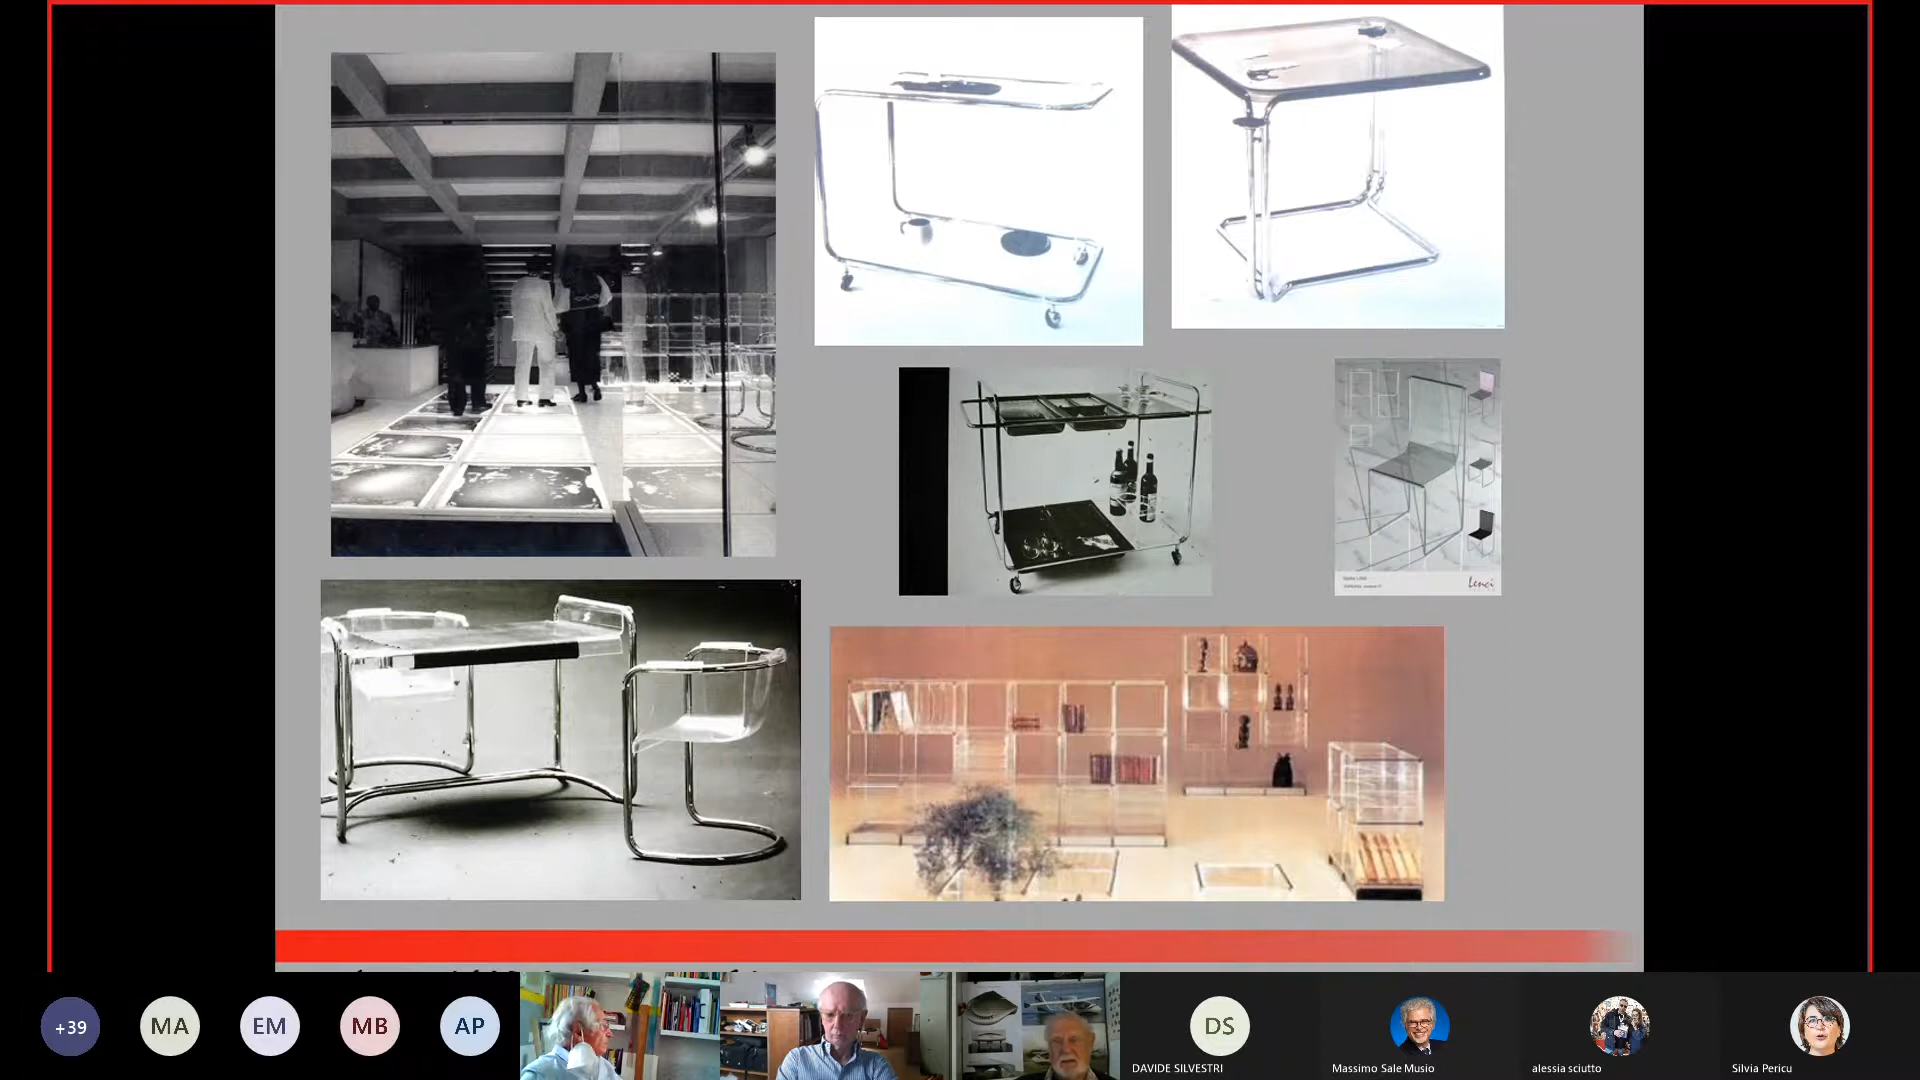 Lenci
+39
MA
EM
MB
AP
DS
DAVIDE SILVESTRI
Massimo Sale Musio
alessia sciutto
Silvia Pericu